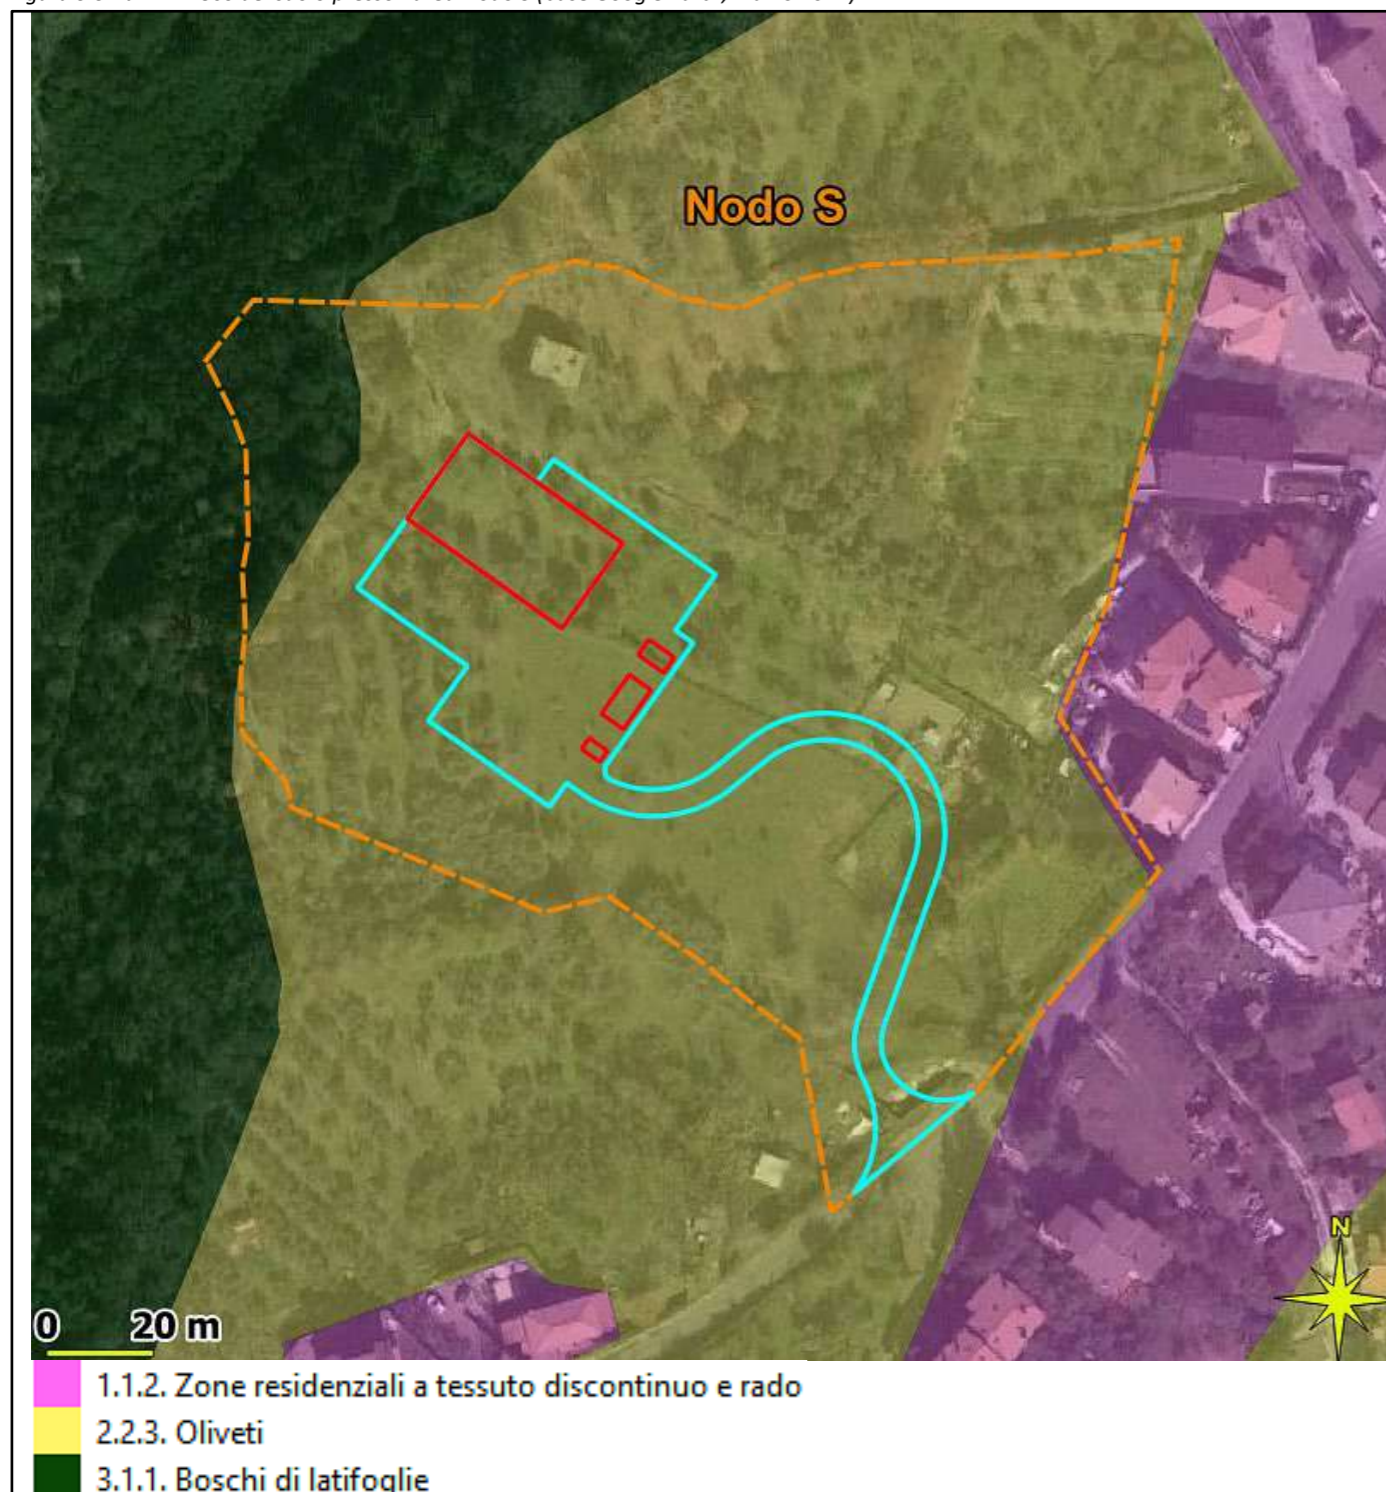 Nodo S
N
0 20 m
1.1.2. Zone residenziali a tessuto discontinuo e rado
2.2.3. Oliveti
3.1.1. Boschi di latifoglie